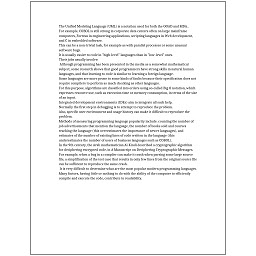 The Unified Modeling Language (UML) is a notation used for both the OOAD and MDA.
For example, COBOL is still strong in corporate data centers often on large mainframe
computers, Fortran in engineering applications, scripting languages in Web development,
and C in embedded software.
This can be a non-trivial task, for example as with parallel processes or some unusual
software bugs.
It is usually easier to code in "high-level" languages than in "low-level" ones.
Their jobs usually involve:
Although programming has been presented in the media as a somewhat mathematical
subject, some research shows that good programmers have strong skills in natural human
languages, and that learning to code is similar to learning a foreign language.
Some languages are more prone to some kinds of faults because their specification does not
require compilers to perform as much checking as other languages.
For this purpose, algorithms are classified into orders using so-called Big O notation, which
expresses resource use, such as execution time or memory consumption, in terms of the size
of an input.
Integrated development environments (IDEs) aim to integrate all such help.
Normally the first step in debugging is to attempt to reproduce the problem.
Also, specific user environment and usage history can make it difficult to reproduce the
problem.
Methods of measuring programming language popularity include: counting the number of
job advertisements that mention the language, the number of books sold and courses
teaching the language (this overestimates the importance of newer languages), and
estimates of the number of existing lines of code written in the language (this
underestimates the number of users of business languages such as COBOL).
In the 9th century, the Arab mathematician Al-Kindi described a cryptographic algorithm
for deciphering encrypted code, in A Manuscript on Deciphering Cryptographic Messages.
For example, when a bug in a compiler can make it crash when parsing some large source
file, a simplification of the test case that results in only few lines from the original source file
can be sufficient to reproduce the same crash.
It is very difficult to determine what are the most popular modern programming languages.
Many factors, having little or nothing to do with the ability of the computer to efficiently
compile and execute the code, contribute to readability.